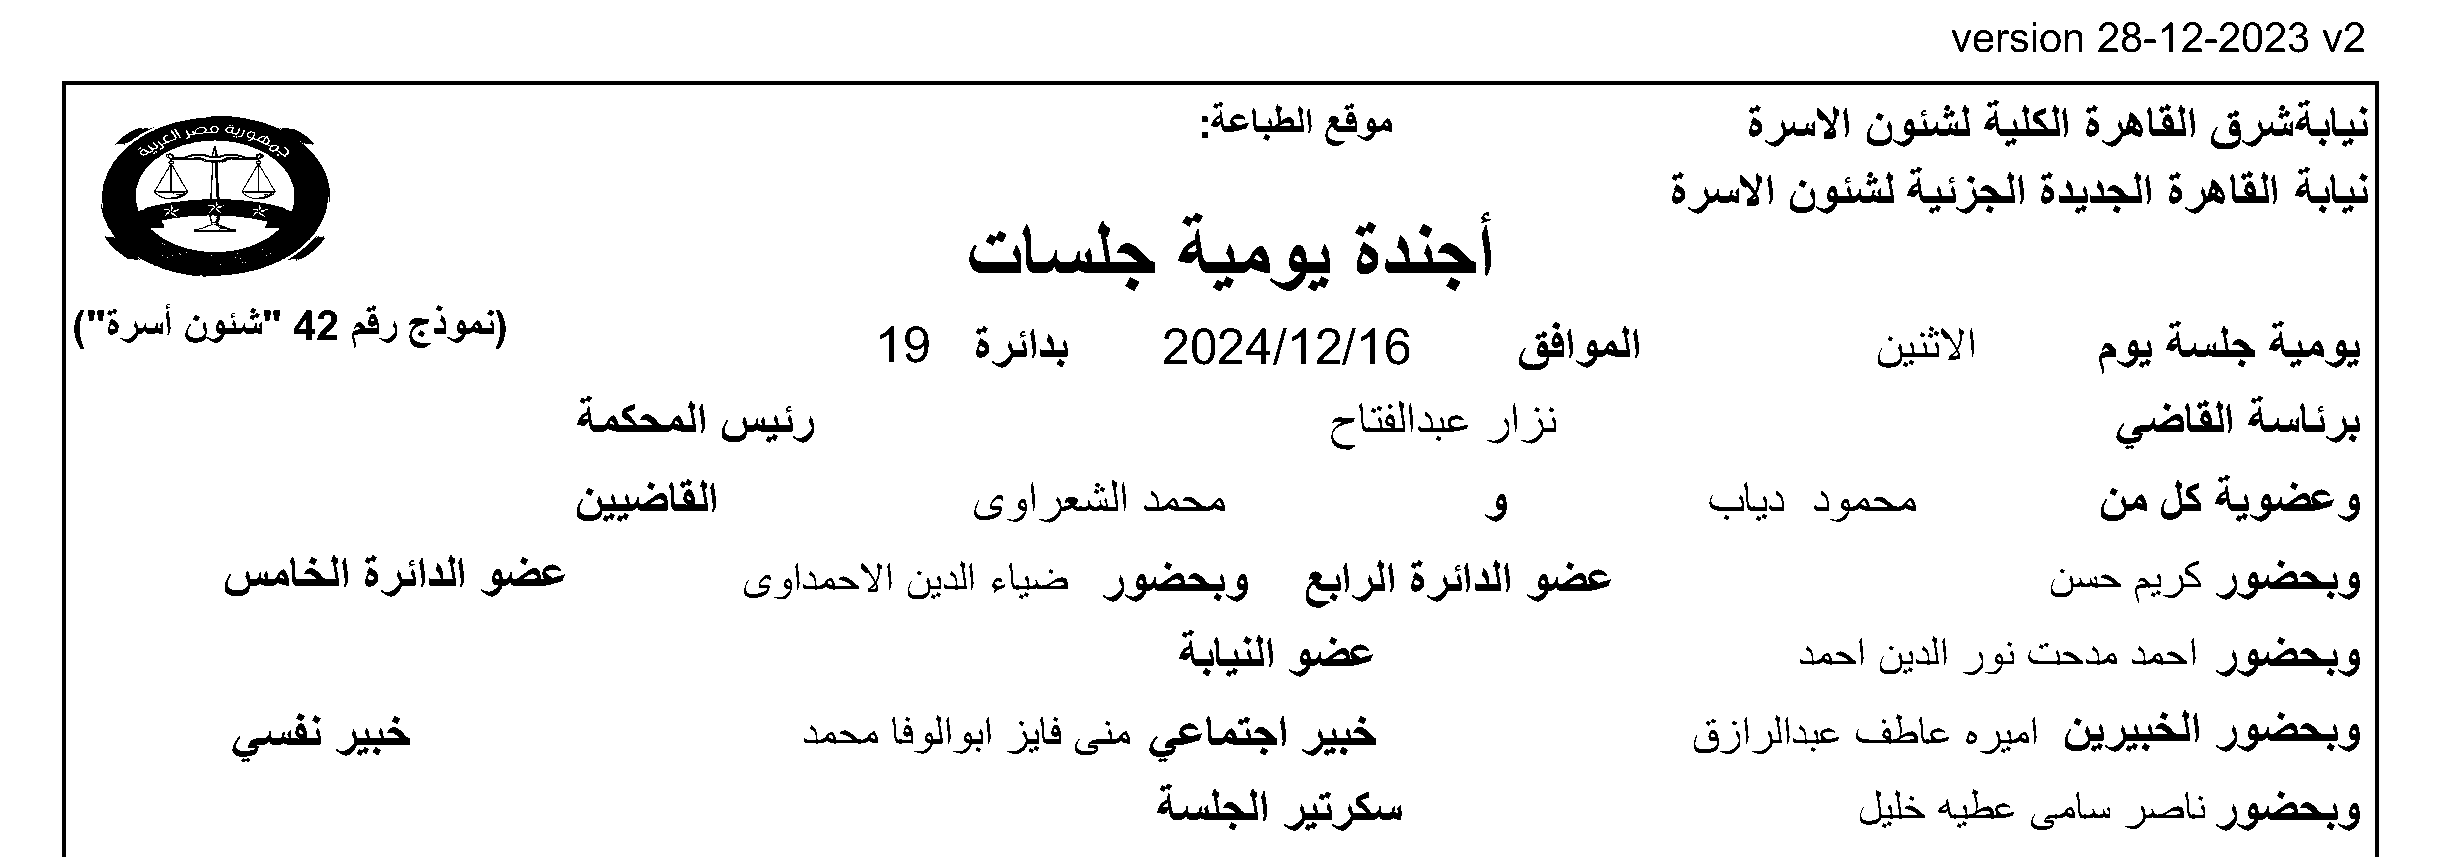 version 28-12-2023 v2
نيابةشرق القاهرة الكلية لشئون الاسرة
موقع الطباعة:
جمهورية مصر العربية
نيابة القاهرة الجديدة الجزئية لشئون الاسرة
أجندة يومية جلسات
(نموذج رقم 42 "شئون أسرة")
يومية جلسة يوم الاثنين الموافق 2024/12/16 بدائرة 19
برئاسة القاضي نزار عبدالفتاح رئيس المحكمة
وعضوية كل من محمود دياب و محمد الشعراوى القاضيين
وبحضور كريم حسن عضو الدائرة الرابع وبحضور ضياء الدين الاحمداوى عضو الدائرة الخامس
وبحضور احمد مدحت نور الدين احمد عضو النيابة
وبحضور الخبيرين اميره عاطف عبدالرازق خبير اجتماعي منى فايز ابوالوفا محمد خبير نفسي
وبحضور ناصر سامى عطيه خليل سكرتير الجلسة